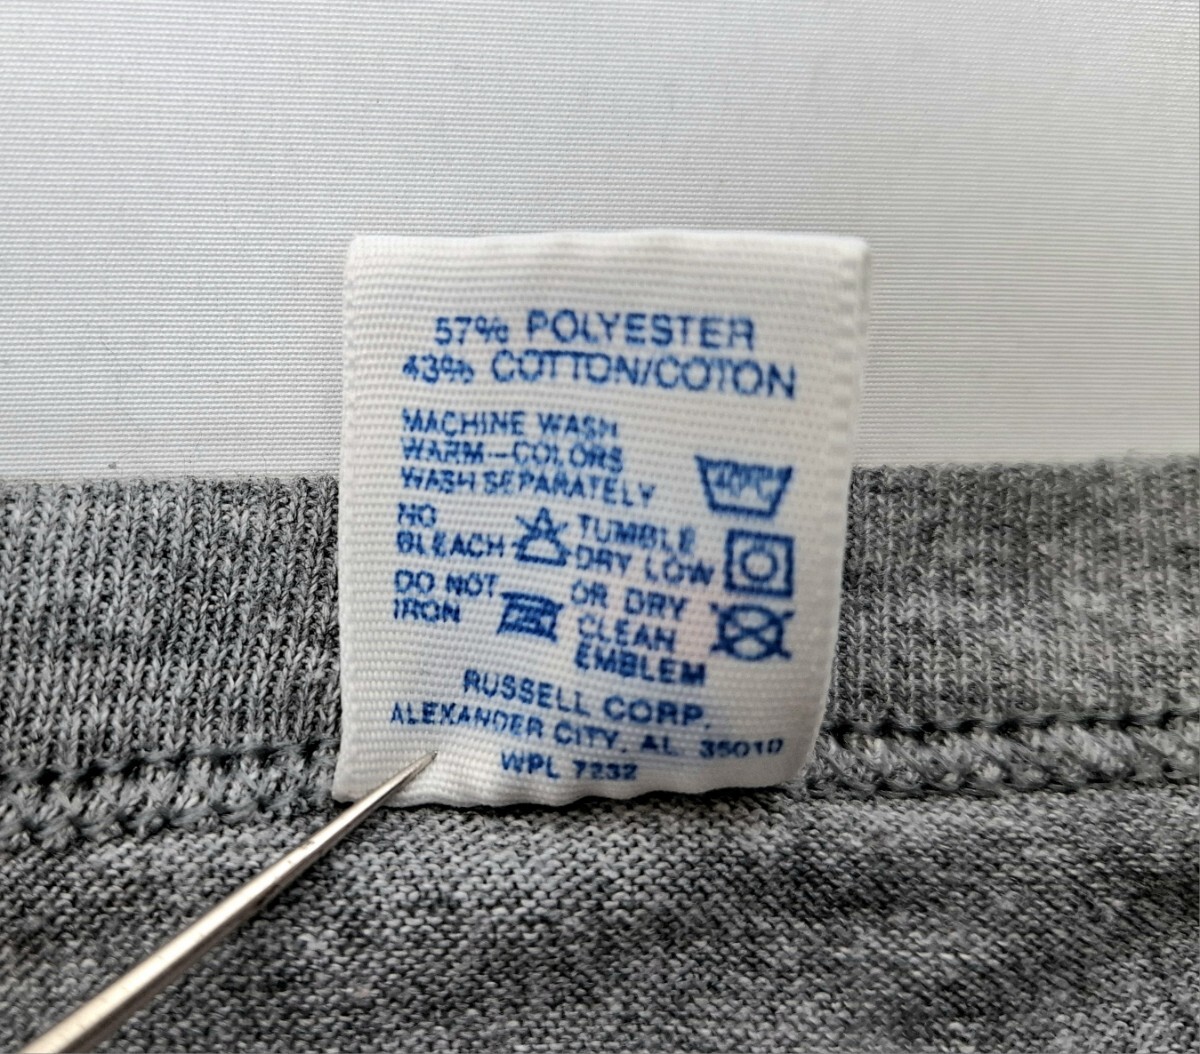 57% POLYESTER
43% COTTON/COTON
MACHINE WASH
WARM—COLORS
WASH SEPARATELY
40°C
NO
BLEACH
TUMBLE
DRY LOW
DO NOT
IRON
OR DRY
CLEAN
EMBLEM
RUSSELL CORP.
ALEXANDER CITY, AL 35010
WPL 7232